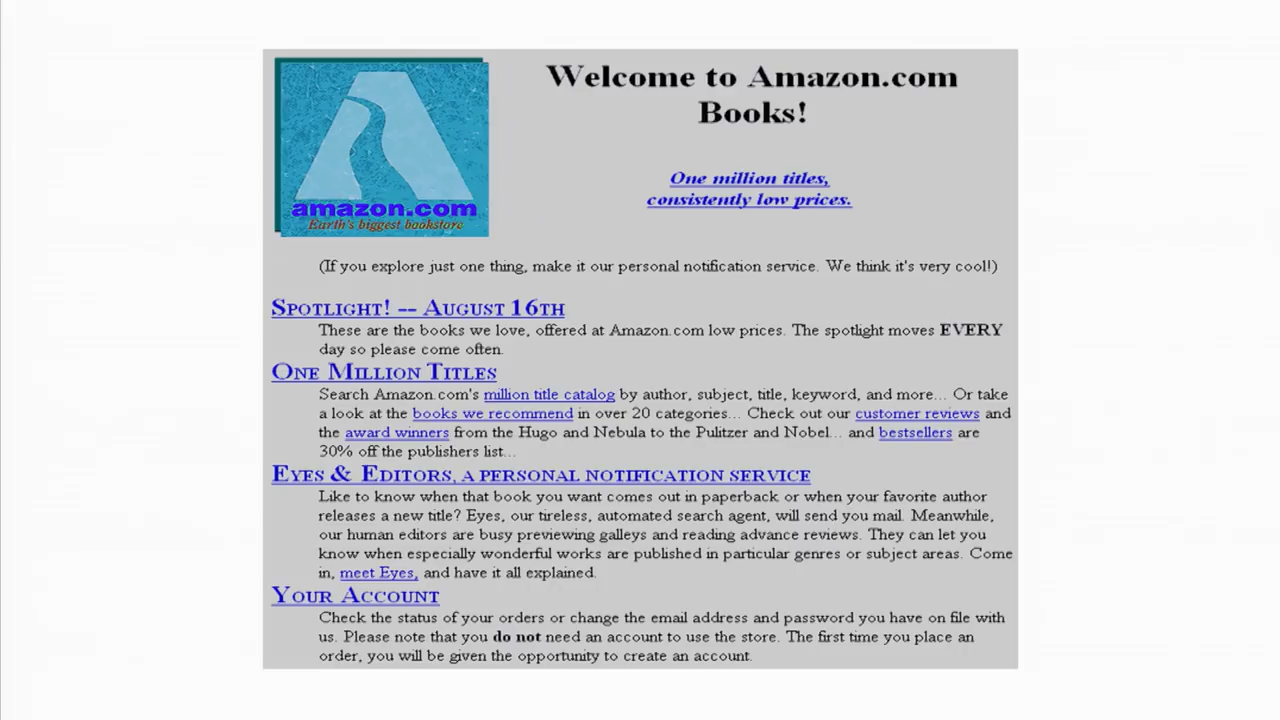 Welcome to Amazon.com
Books!
One million titles,
consistently low prices.
amazon.com
Earth's biggest bookstore
(If you explore just one thing, make it our personal notification service. We think it's very cool!)
SPOTLIGHT! -- AUGUST 16TH
These are the books we love, offered at Amazon.com low prices. The spotlight moves EVERY
day so please come often.
ONE MILLION TITLES
Search Amazon.com's million title catalog by author, subject, title, keyword, and more... Or take
a look at the books we recommend in over 20 categories... Check out our customer reviews and
the award winners from the Hugo and Nebula to the Pulitzer and Nobel... and bestsellers are
30% off the publishers list...
EYES & EDITORS, A PERSONAL NOTIFICATION SERVICE
Like to know when that book you want comes out in paperback or when your favorite author
releases a new title? Eyes, our tireless, automated search agent, will send you mail. Meanwhile,
our human editors are busy previewing galleys and reading advance reviews. They can let you
know when especially wonderful works are published in particular genres or subject areas. Come
in, meet Eyes, and have it all explained.
YOUR ACCOUNT
Check the status of your orders or change the email address and password you have on file with
us. Please note that you do not need an account to use the store. The first time you place an
order, you will be given the opportunity to create an account.